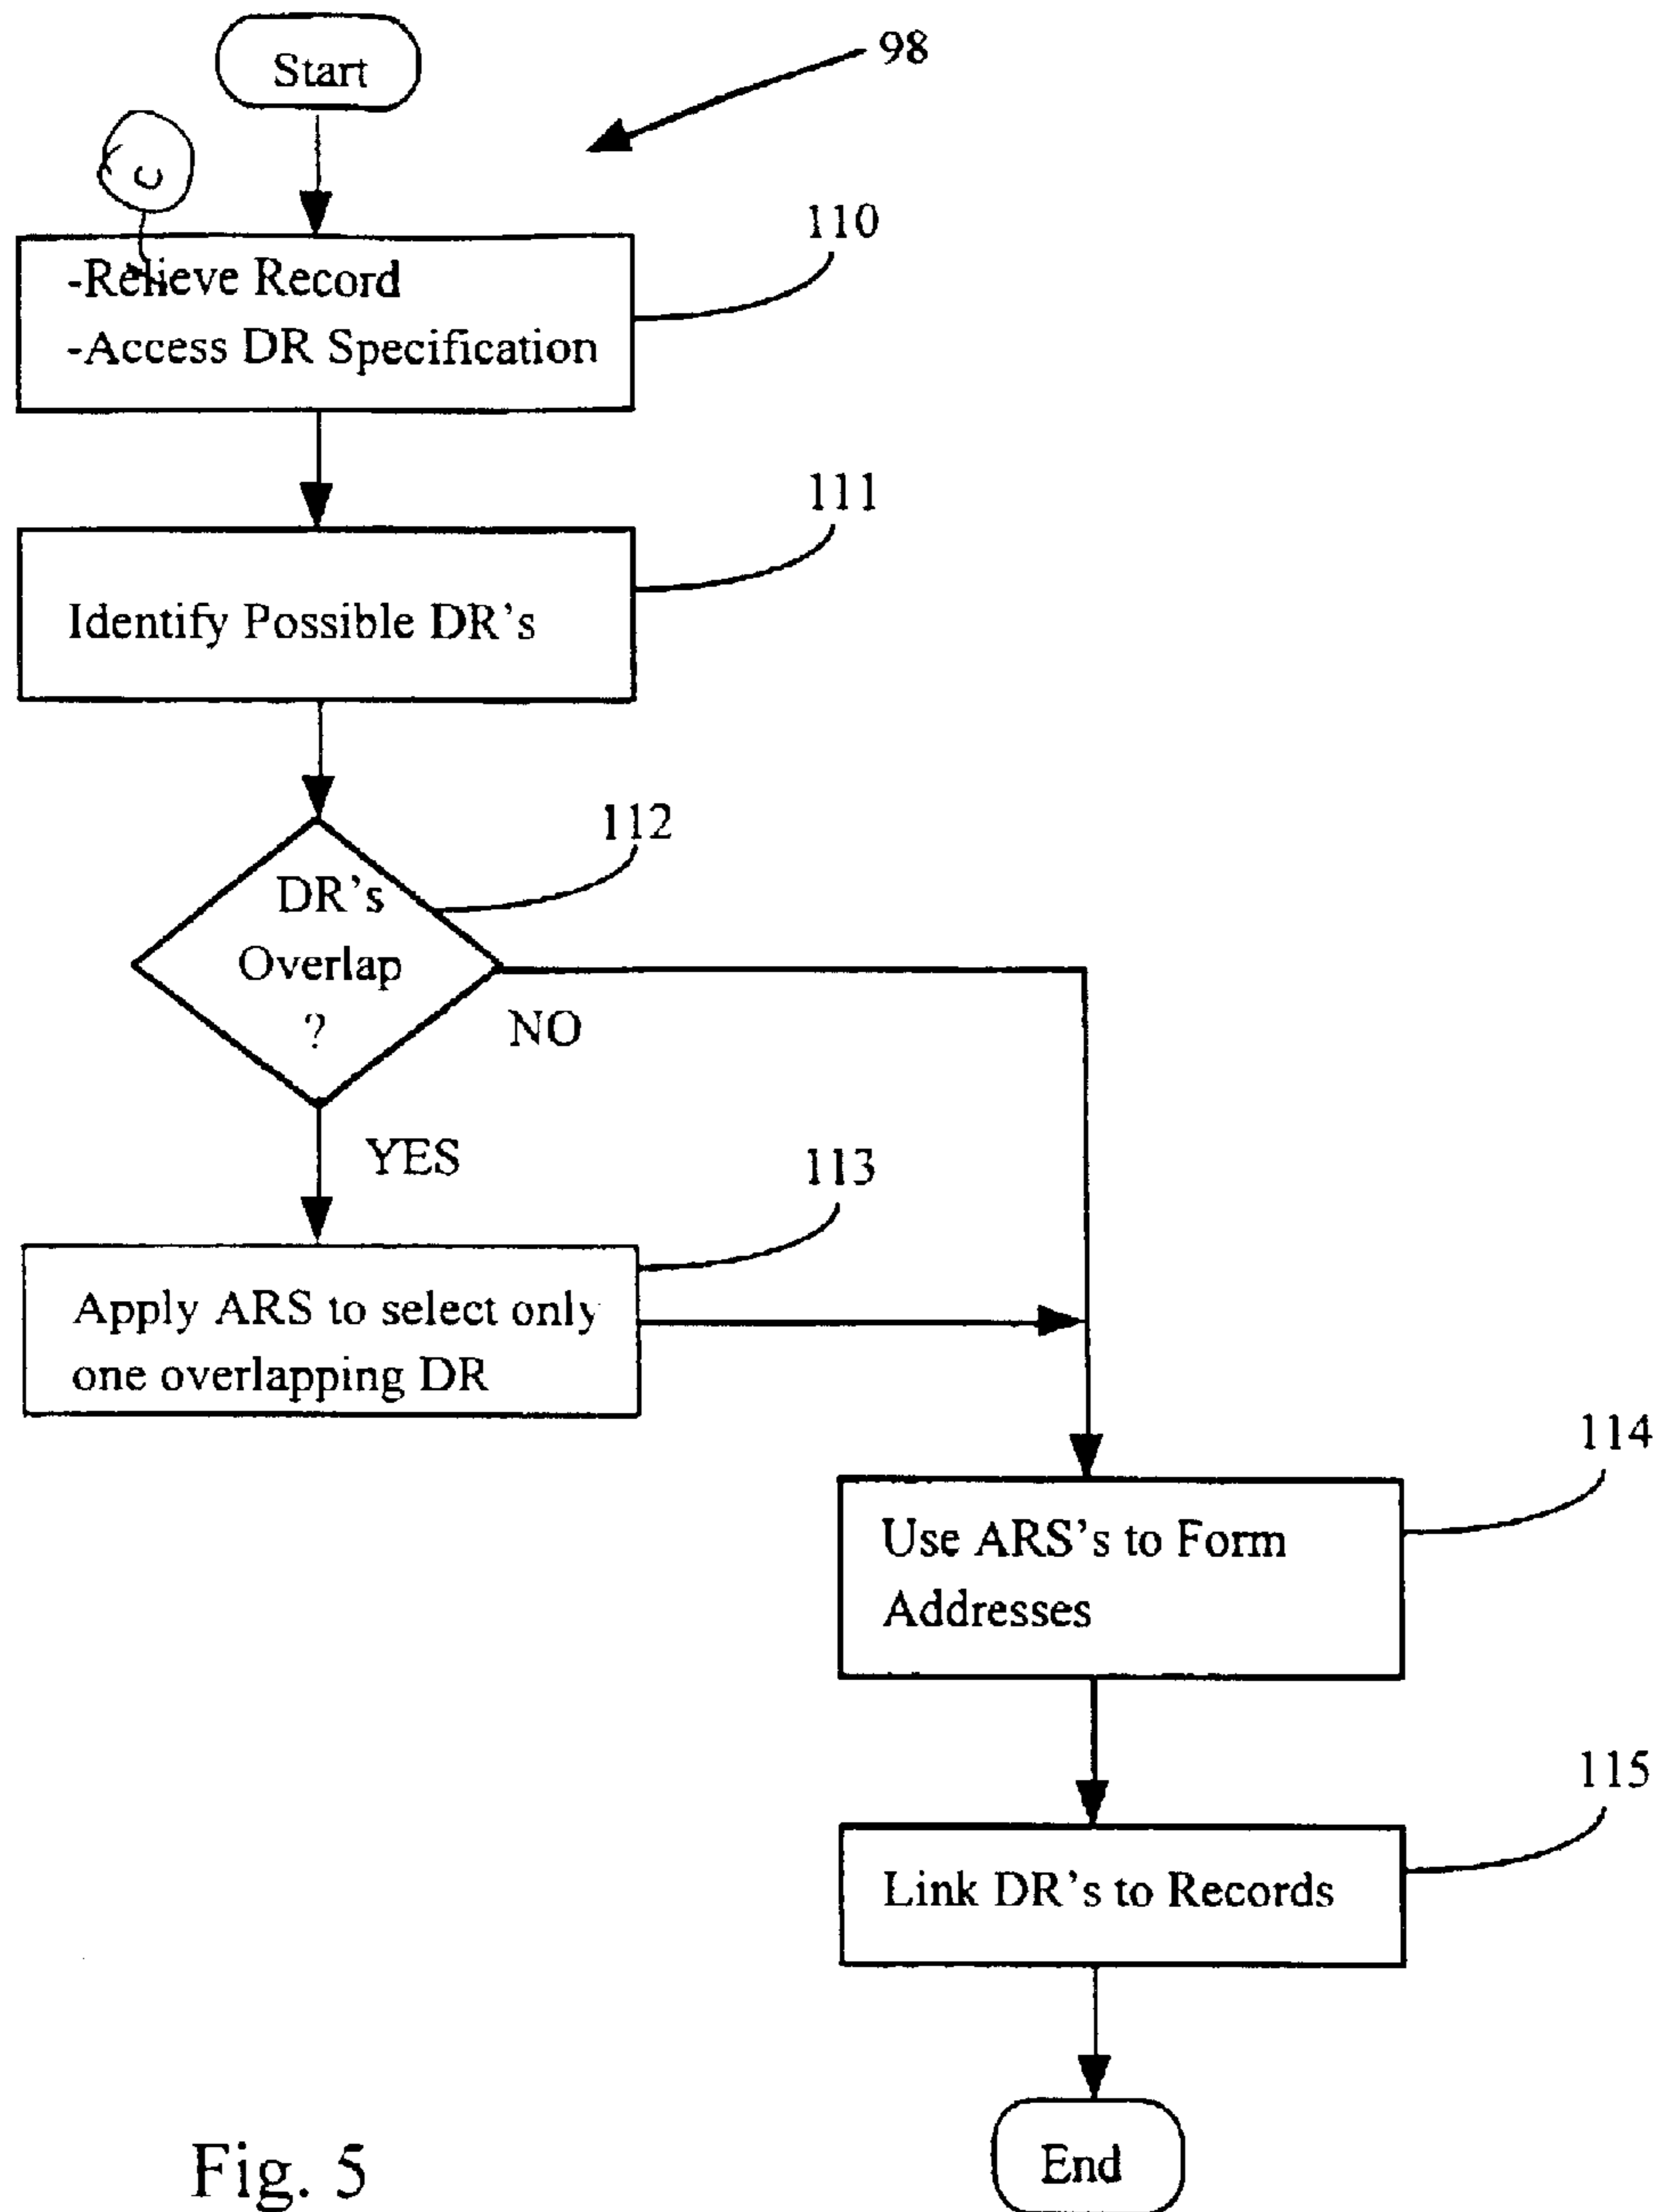 Start
98
c
110
-Relieve Record
-Access DR Specification
111
Identify Possible DR's
112
DR's
Overlap
?
NO
YES
113
Apply ARS to select only
one overlapping DR
114
Use ARS's to Form
Addresses
115
Link DR's to Records
End
Fig. 5